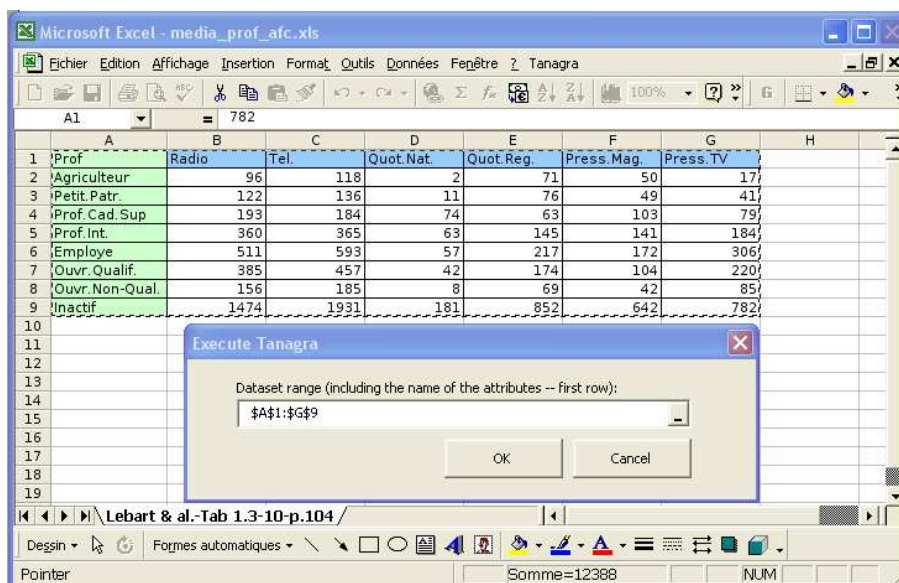 Microsoft Excel - media_prof_afc.xls
Fichier Edition Affichage Insertion Format Outils Données Fenêtre ? Tanagra
100% G
A1 = 782
A B C D E F G H
1 Prof Radio Tel. Quot.Nat. Quot.Reg. Press.Mag. Press.TV
2 Agriculteur 96 118 2 71 50 17
3 Petit.Patr. 122 136 11 76 49 41
4 Prof.Cad.Sup 193 184 74 63 103 79
5 Prof.Int. 360 365 63 145 141 184
6 Employe 511 593 57 217 172 306
7 Ouvr.Qualif. 385 457 42 174 104 220
8 Ouvr.Non-Qual. 156 185 8 69 42 85
9 Inactif 1474 1931 181 852 642 782
10
11
12
13
14
15
16
17
18
19
Execute Tanagra
Dataset range (including the name of the attributes -- first row):
$A$1:$G$9
OK Cancel
Lebart & al.-Tab 1.3-10-p.104
Dessin Formes automatiques
Pointer Somme=12388 NUM